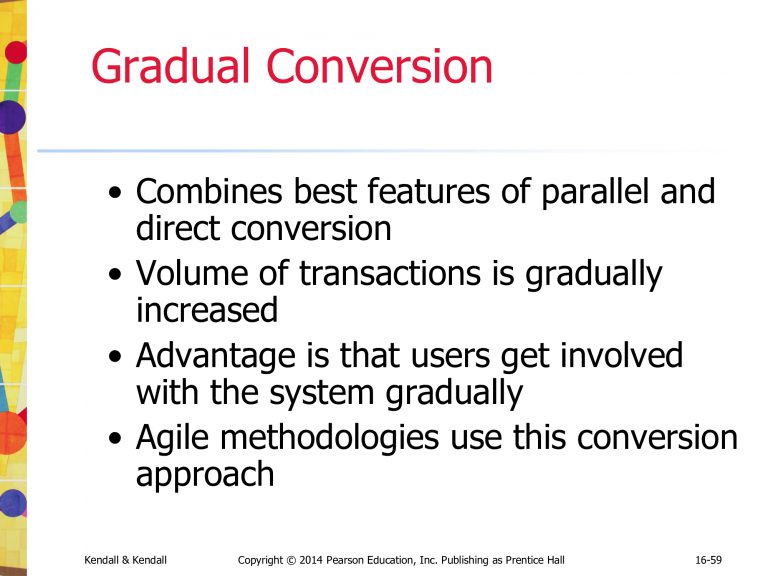 Gradual Conversion
• Combines best features of parallel and
direct conversion
• Volume of transactions is gradually
increased
• Advantage is that users get involved
with the system gradually
• Agile methodologies use this conversion
approach
Kendall & Kendall Copyright © 2014 Pearson Education, Inc. Publishing as Prentice Hall 16-59